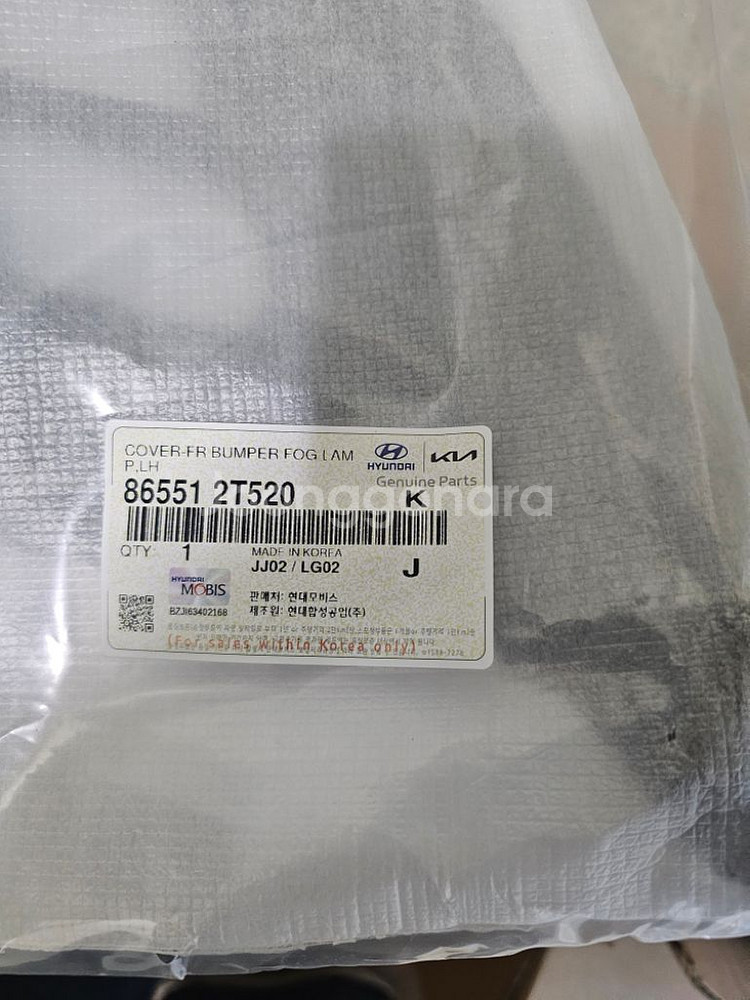 COVER-FR BUMPER FOG LAM
P,LH
HYUNDAI KIA
Genuine Parts
86551 2T520 K
QTY 1
MADE IN KOREA
JJ02 / LG02 J
HYUNDAI
MOBIS
BZJI63402168
판매처: 현대모비스
제조원: 현대합성공업(주)
(For sales within Korea only)